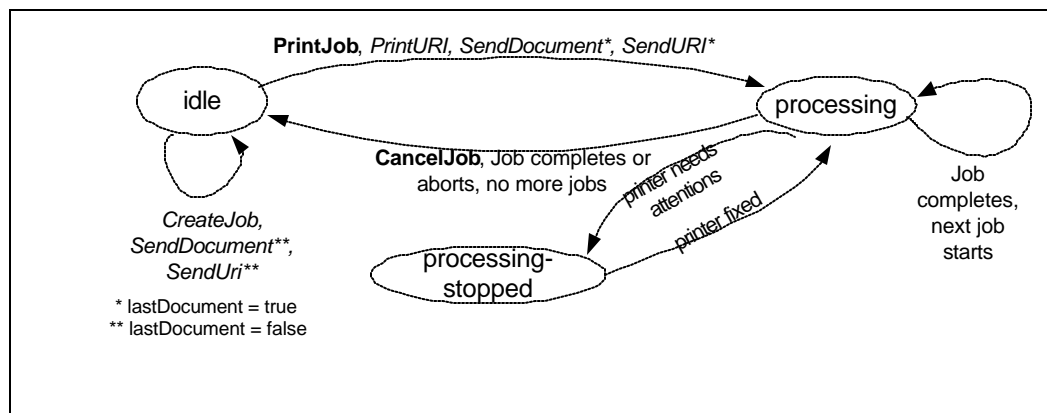 PrintJob, PrintURI, SendDocument*, SendURI*
idle
processing
CancelJob, Job completes or
aborts, no more jobs
printer needs
attentions
printer fixed
Job
completes,
next job
starts
CreateJob,
SendDocument**,
SendUri**
processing-
stopped
* lastDocument = true
** lastDocument = false